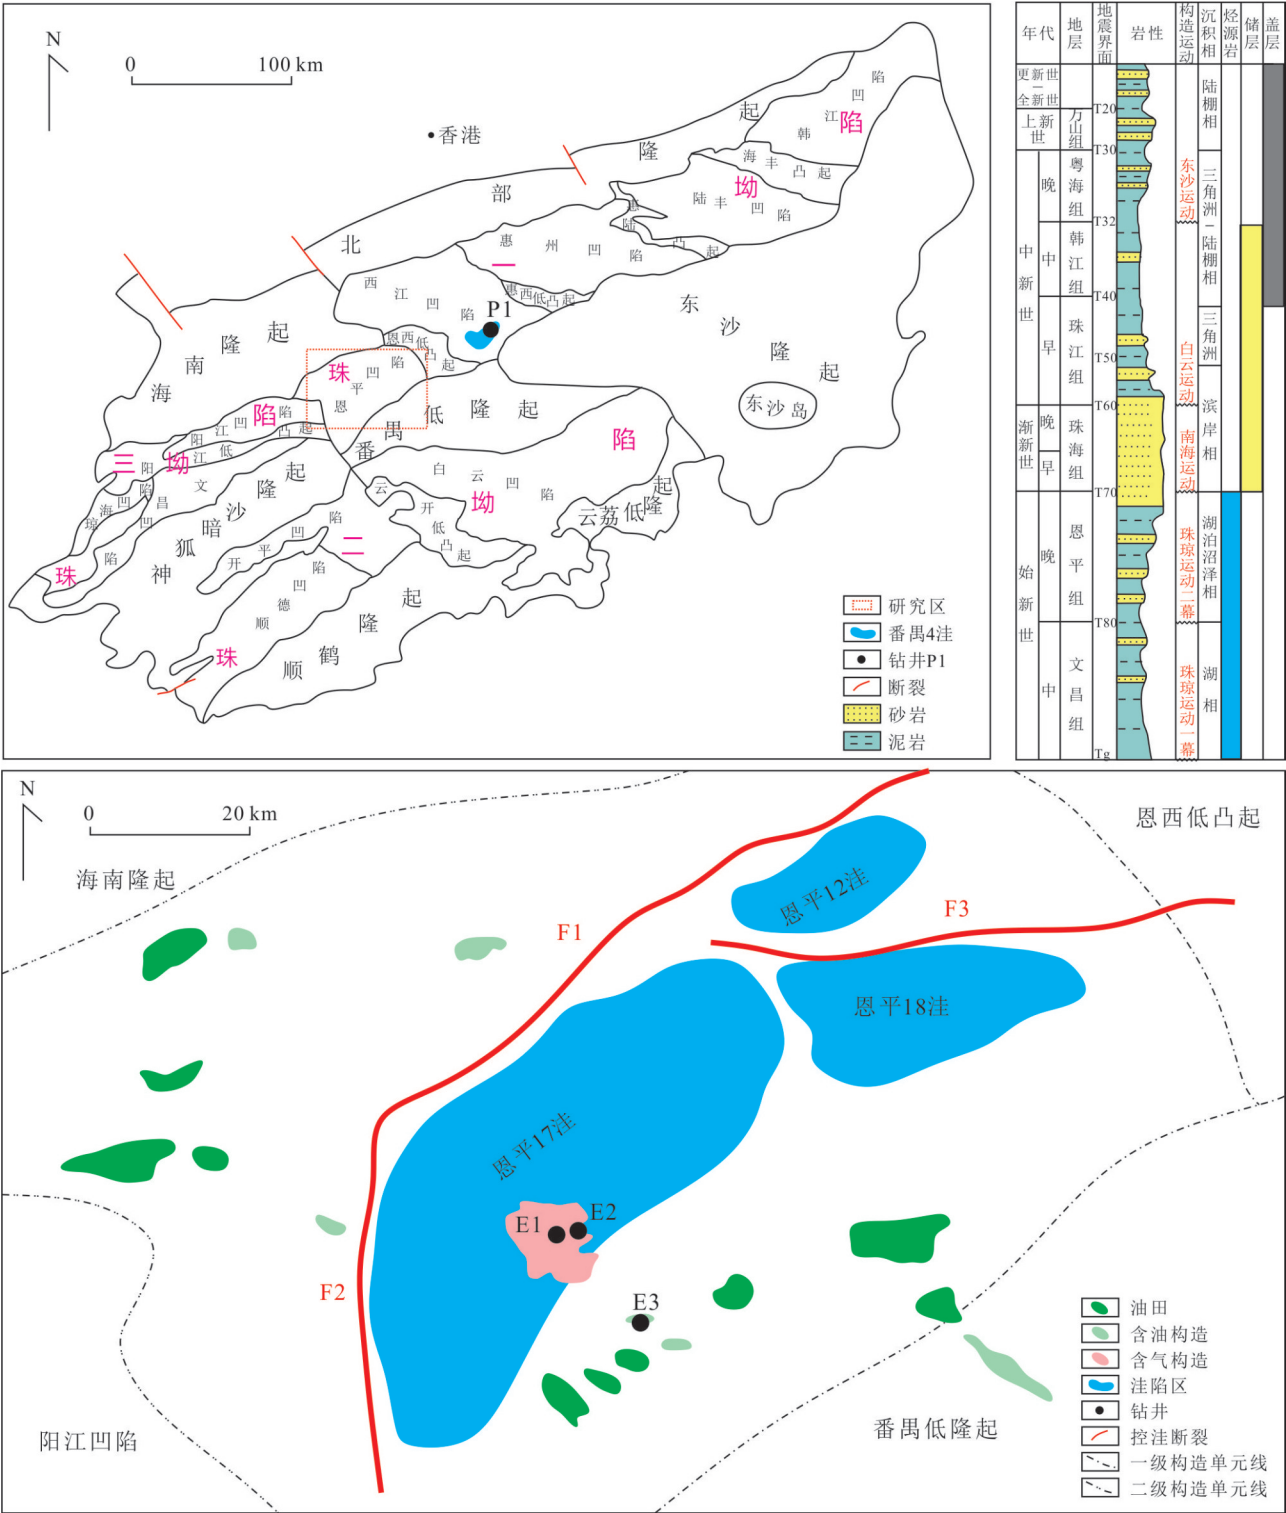 N
0
100 km
香港
北部隆起
海南隆起
韩江凹陷
海丰凸起
陆丰凹陷
惠陆凸起
惠州凹陷
惠西低凸起
西江凹陷
P1
恩西低凸起
恩平凹陷
珠一坳陷
东沙隆起
东沙岛
番禺低隆起
阳江凹陷
阳江低凸起
文昌凹陷
琼海凹陷
阳
珠三坳陷
神狐暗沙隆起
白云凹陷
云开低凸起
云荔低隆起
开平凹陷
顺德凹陷
珠二坳陷
顺鹤隆起
研究区
番禺4洼
钻井P1
断裂
砂岩
泥岩
年代
地层
地震界面
岩性
构造运动
沉积相
烃源岩
储层
盖层
更新世—全新世
上新世
中新世
晚
中
早
渐新世
晚
早
始新世
晚
中
万山组
粤海组
韩江组
珠江组
珠海组
恩平组
文昌组
T20
T30
T32
T40
T50
T60
T70
T80
Tg
东沙运动
白云运动
南海运动
珠琼运动二幕
珠琼运动一幕
陆棚相
三角洲-陆棚相
三角洲
滨岸相
湖泊沼泽相
湖相
N
0
20 km
海南隆起
恩西低凸起
恩平12洼
F3
F1
恩平18洼
恩平17洼
E1
E2
F2
E3
阳江凹陷
番禺低隆起
油田
含油构造
含气构造
洼陷区
钻井
控洼断裂
一级构造单元线
二级构造单元线